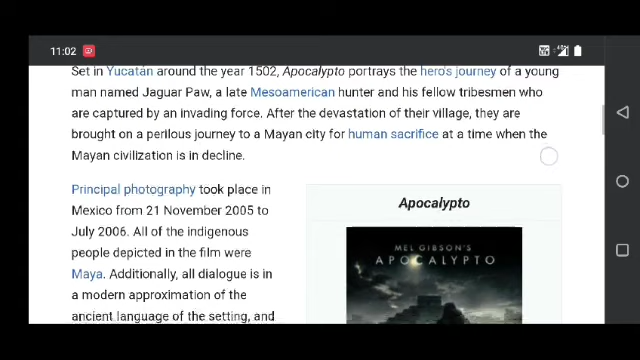 11:02
Set in Yucatán around the year 1502, Apocalypto portrays the hero's journey of a young
man named Jaguar Paw, a late Mesoamerican hunter and his fellow tribesmen who
are captured by an invading force. After the devastation of their village, they are
brought on a perilous journey to a Mayan city for human sacrifice at a time when the
Mayan civilization is in decline.
Principal photography took place in
Mexico from 21 November 2005 to
July 2006. All of the indigenous
people depicted in the film were
Maya. Additionally, all dialogue is in
a modern approximation of the
ancient language of the setting, and
Apocalypto
MEL GIBSON'S
APOCALYPTO